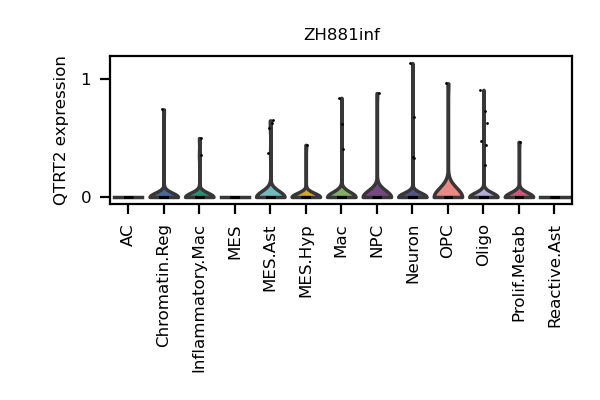 ZH881inf
QTRT2 expression
1
0
AC
Chromatin.Reg
Inflammatory.Mac
MES
MES.Ast
MES.Hyp
Mac
NPC
Neuron
OPC
Oligo
Prolif.Metab
Reactive.Ast